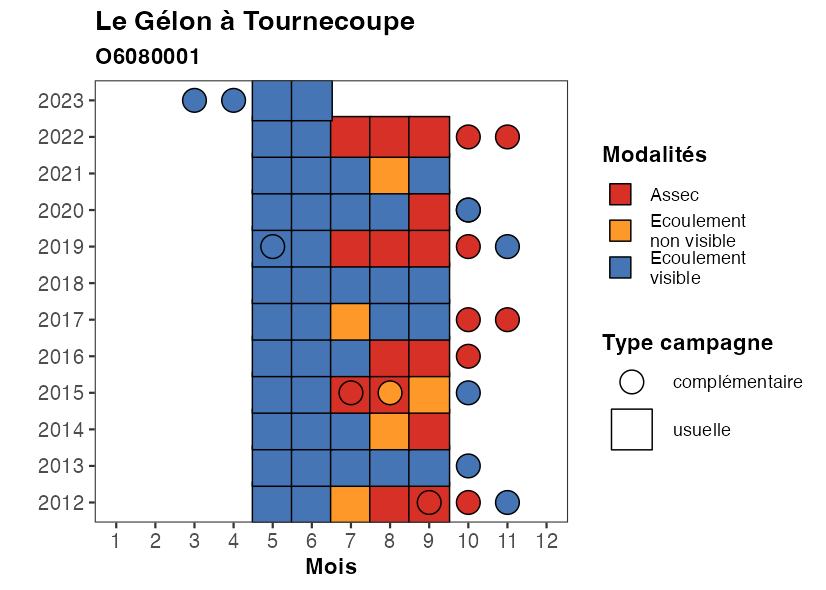 Le Gélon à Tournecoupe
O6080001
2023
2022
2021
2020
2019
2018
2017
2016
2015
2014
2013
2012
1 2 3 4 5 6 7 8 9 10 11 12
Mois
Modalités
Assec
Ecoulement
non visible
Ecoulement
visible
Type campagne
complémentaire
usuelle